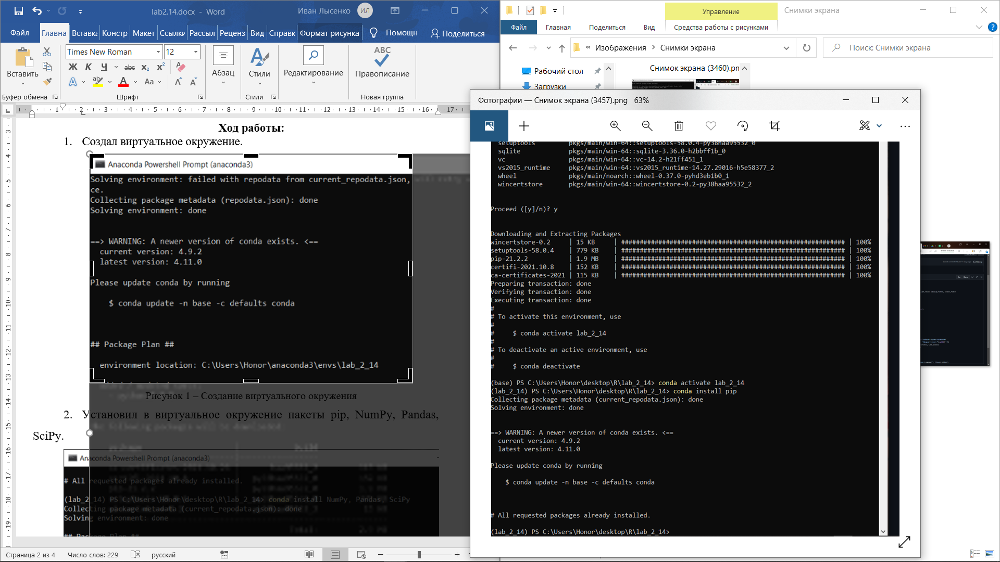 lab2.14.docx - Word
Иван Лысенко
ИЛ
Файл
Главна
Вставка
Констр
Макет
Ссылки
Рассыл
Реценз
Вид
Справк
Формат рисунка
Помощн
Поделиться
Times New Roman
12
Вставить
Ж К Ч abc x₂ x²
Аа
Буфер обмена
Шрифт
Абзац
Стили
Стили
Редактирование
ABC
Правописание
Новая группа
Ход работы:
1. Создал виртуальное окружение.
Anaconda Powershell Prompt (anaconda3)
Solving environment: failed with repodata from current_repodata.json,
ce.
Collecting package metadata (repodata.json): done
Solving environment: done
==> WARNING: A newer version of conda exists. <==
current version: 4.9.2
latest version: 4.11.0
Please update conda by running
$ conda update -n base -c defaults conda
## Package Plan ##
environment location: C:\Users\Honor\anaconda3\envs\lab_2_14
Рисунок 1 – Создание виртуального окружения
2. Установил в виртуальное окружение пакеты pip, NumPy, Pandas,
SciPy.
Anaconda Powershell Prompt (anaconda3)
# All requested packages already installed.
(lab_2_14) PS C:\Users\Honor\desktop\R\lab_2_14> conda install NumPy, Pandas, SciPy
Collecting package metadata (current_repodata.json): done
Solving environment: done
## Package Plan ##
Страница 2 из 4
Число слов: 229
русский
Управление
Снимки экрана
Файл
Главная
Поделиться
Вид
Средства работы с рисунками
« Изображения > Снимки экрана
Поиск: Снимки экрана
Рабочий стол
Загрузки
Снимок экрана (3460).pn
Фотографии — Снимок экрана (3457).png 63%
setuptools pkgs/main/win-64::setuptools-58.0.4-py38haa95532_0
sqlite pkgs/main/win-64::sqlite-3.36.0-h2bbff1b_0
vc pkgs/main/win-64::vc-14.2-h21ff451_1
vs2015_runtime pkgs/main/win-64::vs2015_runtime-14.27.29016-h5e58377_2
wheel pkgs/main/noarch::wheel-0.37.0-pyhd3eb1b0_1
wincertstore pkgs/main/win-64::wincertstore-0.2-py38haa95532_2
Proceed ([y]/n)? y
Downloading and Extracting Packages
wincertstore-0.2 | 15 KB | ############################################################ | 100%
setuptools-58.0.4 | 779 KB | ############################################################ | 100%
pip-21.2.2 | 1.9 MB | ############################################################ | 100%
certifi-2021.10.8 | 152 KB | ############################################################ | 100%
ca-certificates-2021 | 115 KB | ############################################################ | 100%
Preparing transaction: done
Verifying transaction: done
Executing transaction: done
#
# To activate this environment, use
#
# $ conda activate lab_2_14
#
# To deactivate an active environment, use
#
# $ conda deactivate
(base) PS C:\Users\Honor\desktop\R\lab_2_14> conda activate lab_2_14
(lab_2_14) PS C:\Users\Honor\desktop\R\lab_2_14> conda install pip
Collecting package metadata (current_repodata.json): done
Solving environment: done
==> WARNING: A newer version of conda exists. <==
current version: 4.9.2
latest version: 4.11.0
Please update conda by running
$ conda update -n base -c defaults conda
# All requested packages already installed.
(lab_2_14) PS C:\Users\Honor\desktop\R\lab_2_14>